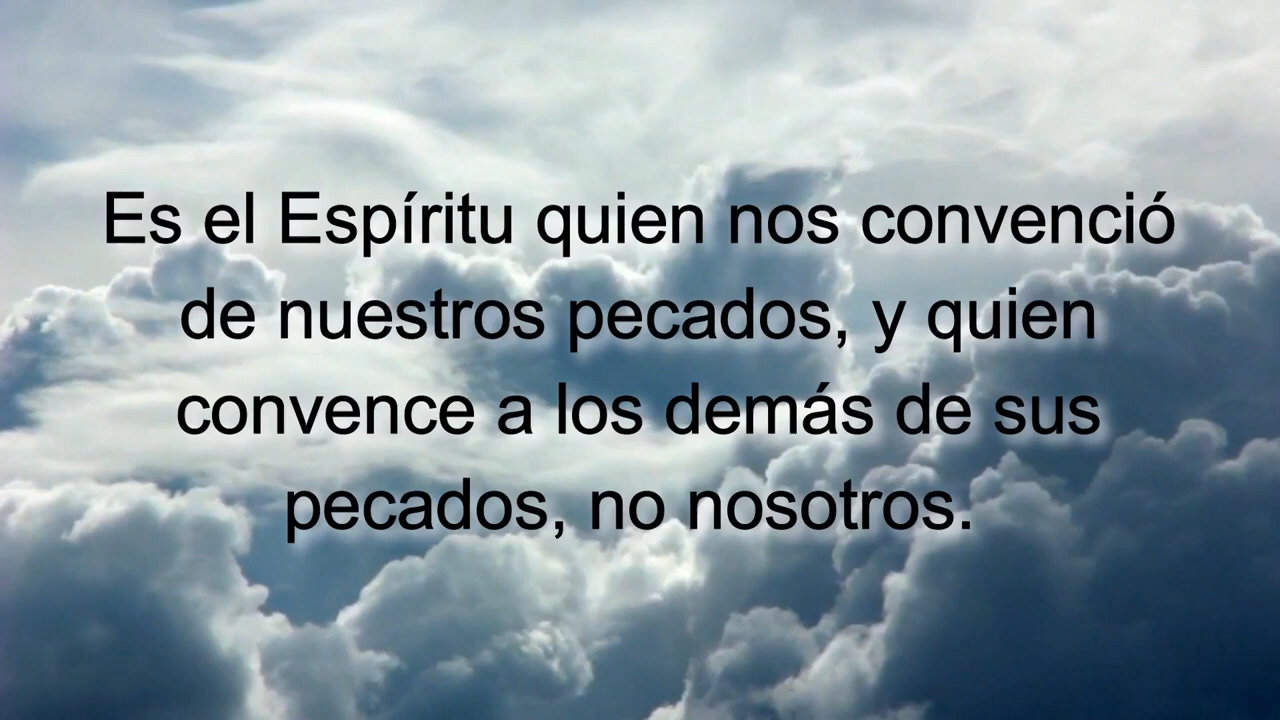 Es el Espíritu quien nos convenció
de nuestros pecados, y quien
convence a los demás de sus
pecados, no nosotros.